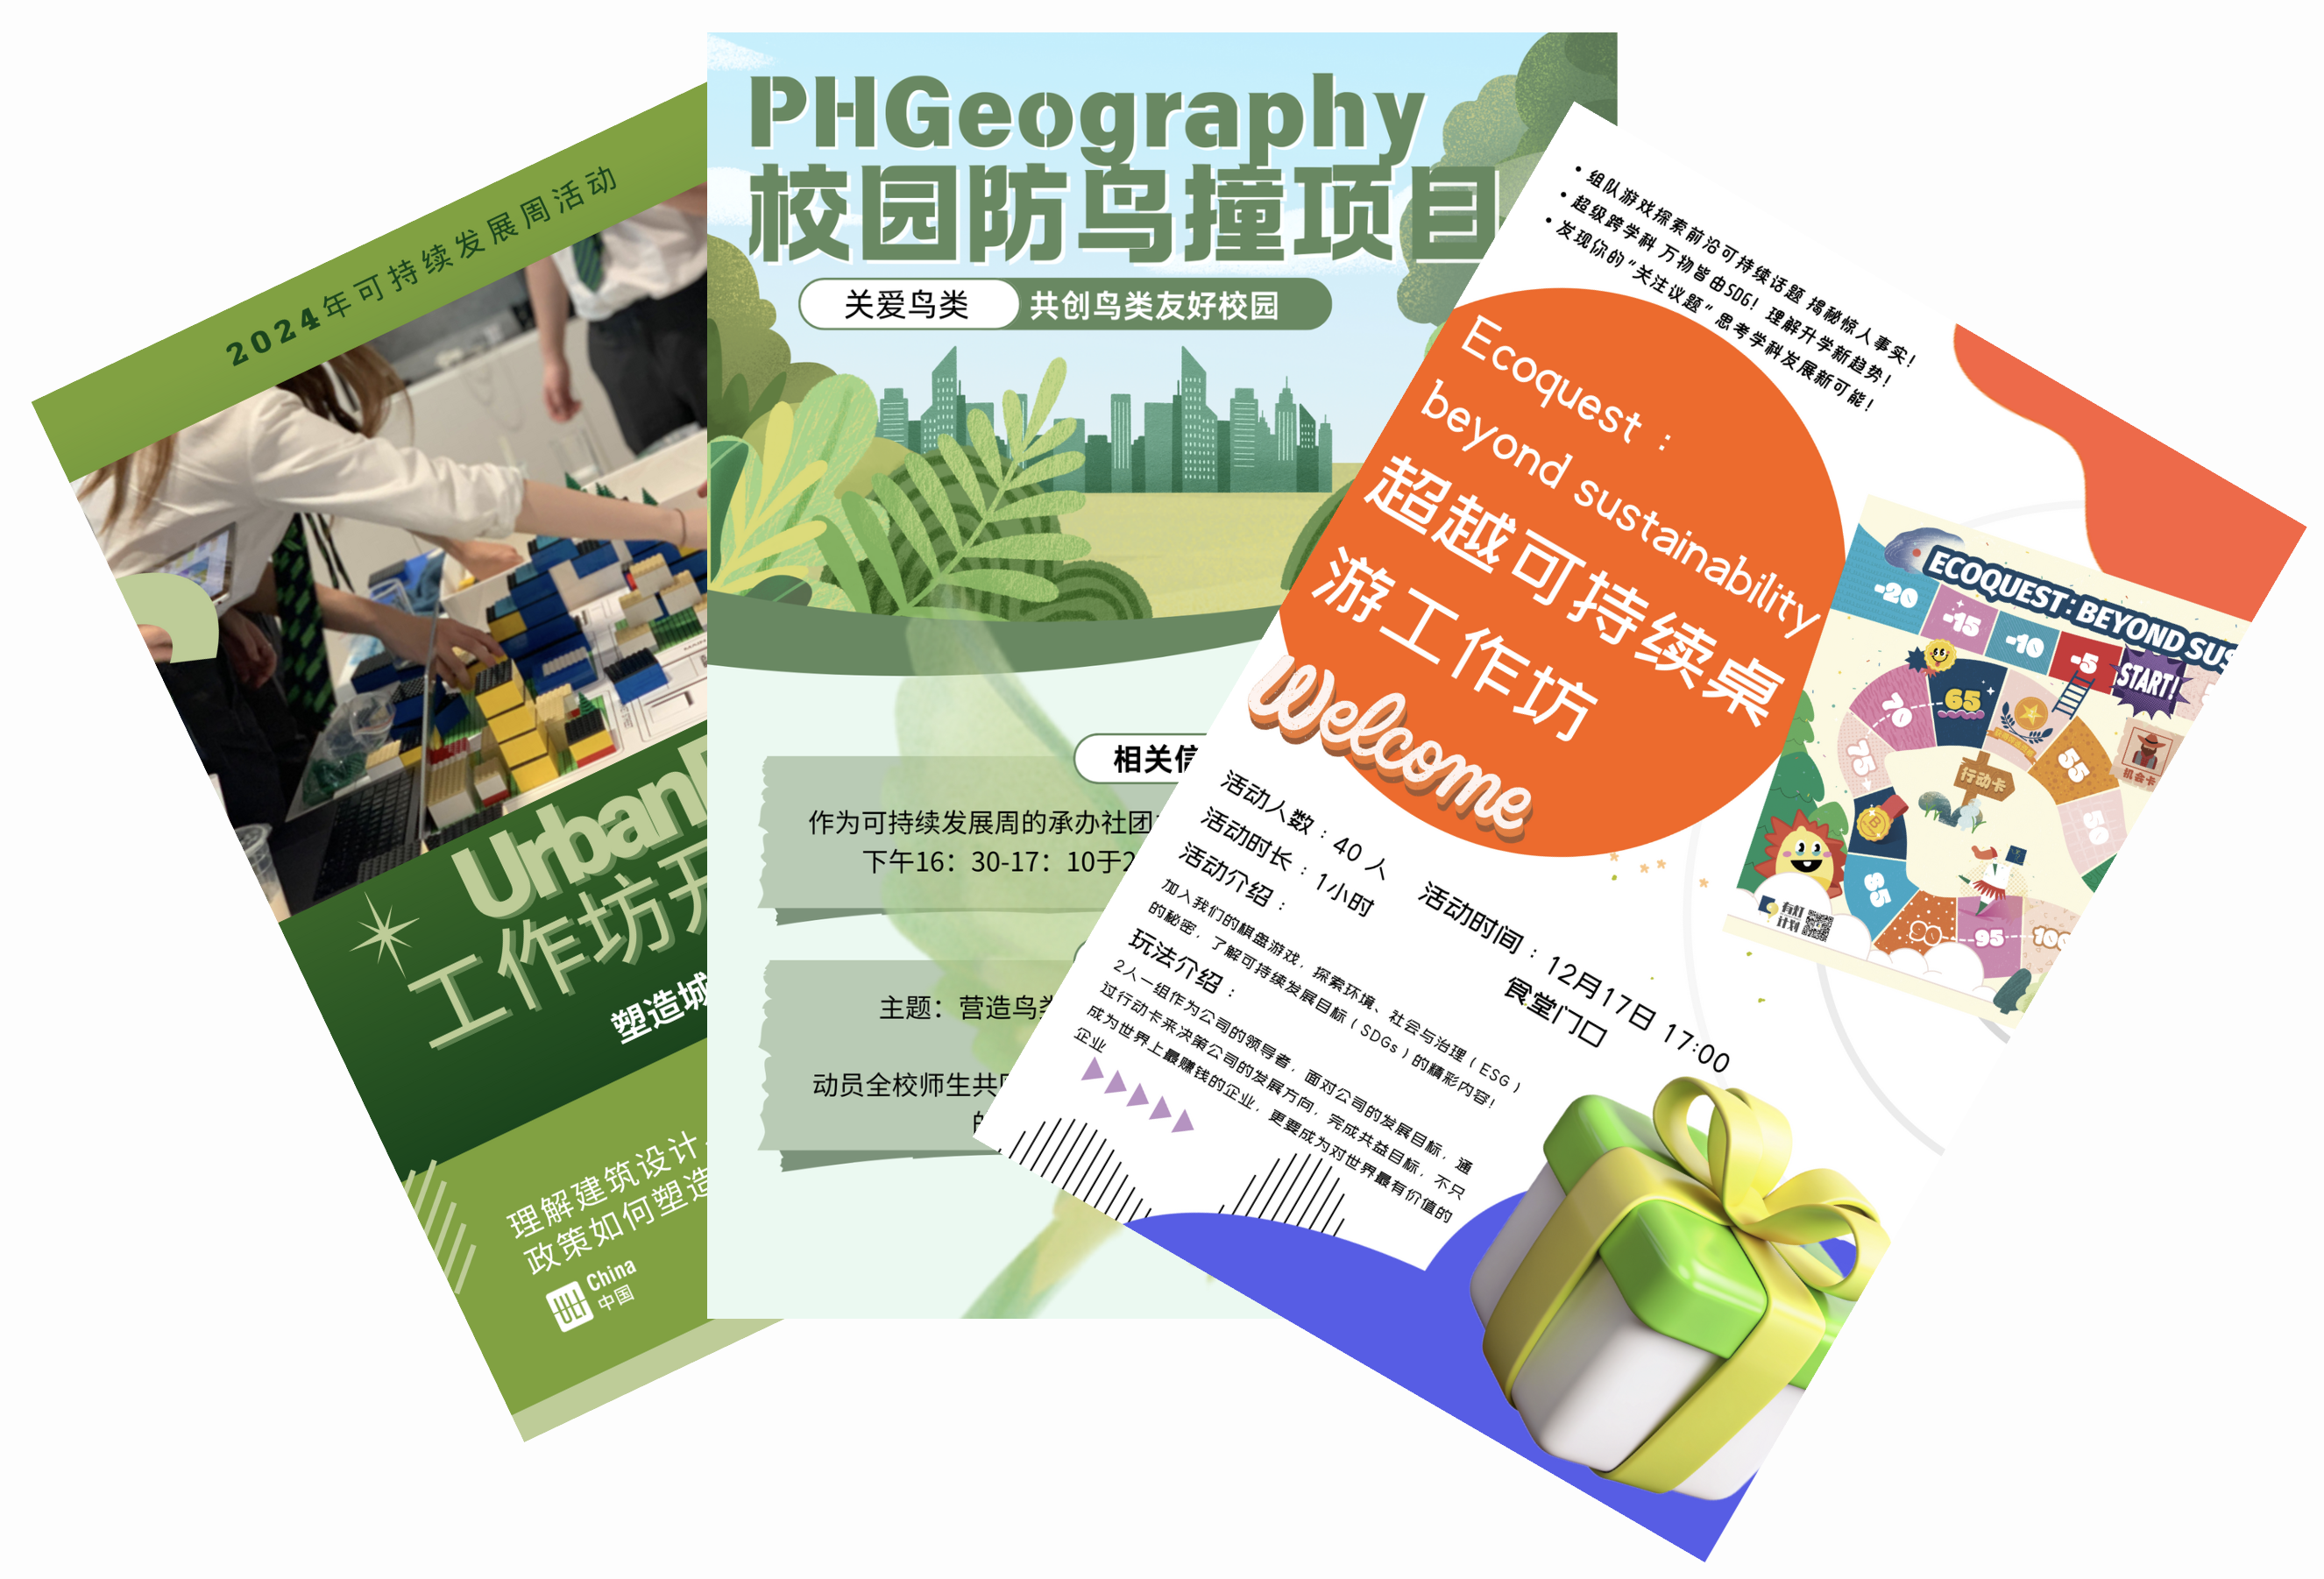 2024年可持续发展周活动
Urban
工作坊
塑造城
理解建筑设计
政策如何塑造
ULI China
中国
PHGeography
校园防鸟撞项目
关爱鸟类 共创鸟类友好校园
相关信
作为可持续发展周的承办社团
下午16：30-17：10于2
主题：营造鸟类
动员全校师生共
的
• 组队游戏探索前沿可持续话题 揭秘惊人事实！
• 超级跨学科 万物皆由SDG！理解升学新趋势！
• 发现你的“关注议题”思考学科发展新可能！
Ecoquest：
beyond sustainability
超越可持续桌
游工作坊
Welcome
活动人数：40 人
活动时长：1小时
活动时间：12月17日 17:00
食堂门口
活动介绍：
加入我们的棋盘游戏，探索环境、社会与治理（ESG）
的秘密，了解可持续发展目标（SDGs）的精彩内容！
玩法介绍：
2人一组作为公司的领导者，面对公司的发展目标，通
过行动卡来决策公司的发展方向，完成共益目标，不只
成为世界上最赚钱的企业，更要成为对世界最有价值的
企业
ECOQUEST: BEYOND SUS
-20
-15
-10
-5
START!
70
65
75
55
机会卡
行动卡
50
85
90
95
100
有灯
计划